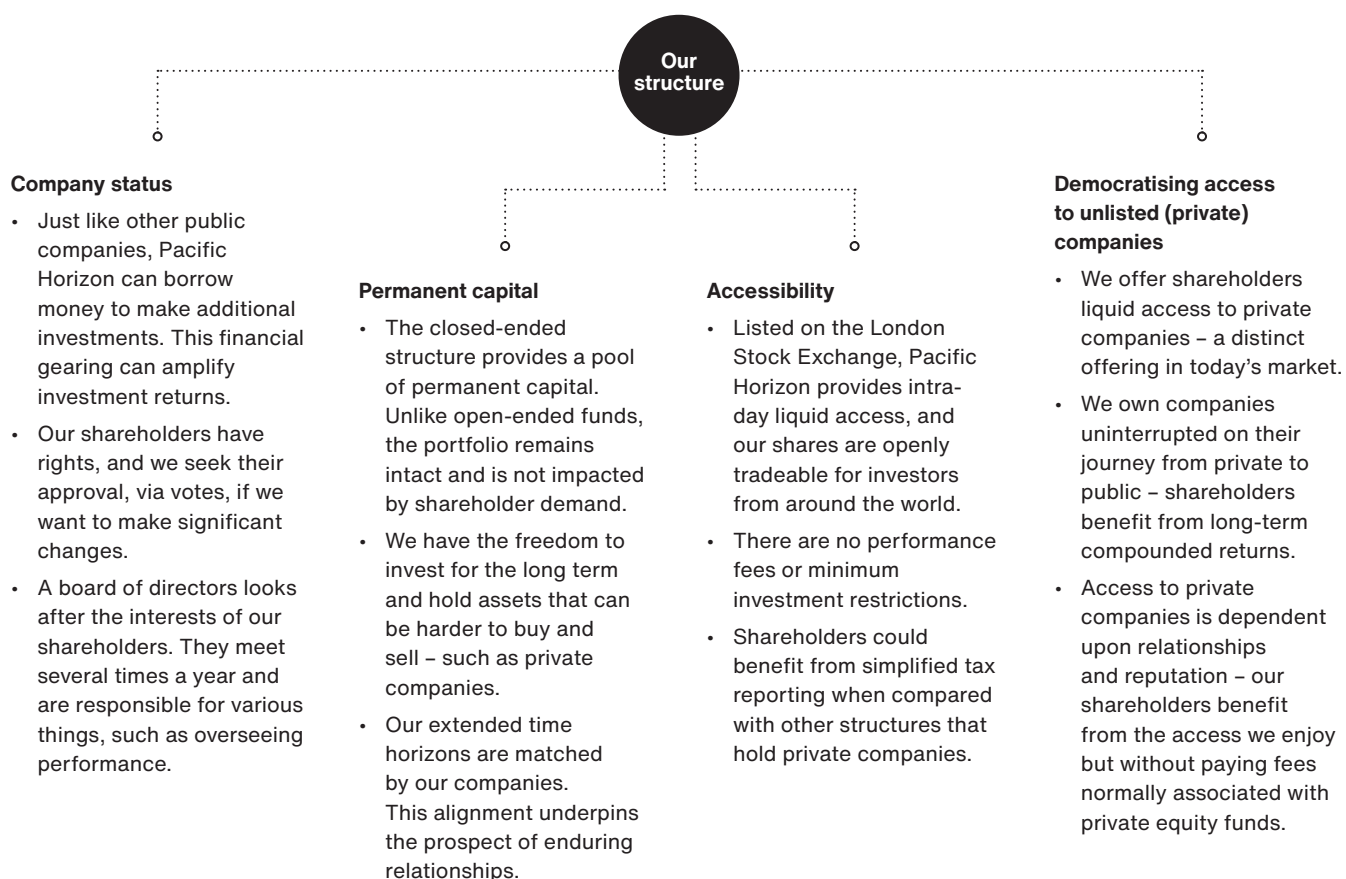 Our
structure
Company status
• Just like other public
companies, Pacific
Horizon can borrow
money to make additional
investments. This financial
gearing can amplify
investment returns.
• Our shareholders have
rights, and we seek their
approval, via votes, if we
want to make significant
changes.
• A board of directors looks
after the interests of our
shareholders. They meet
several times a year and
are responsible for various
things, such as overseeing
performance.
Permanent capital
• The closed-ended
structure provides a pool
of permanent capital.
Unlike open-ended funds,
the portfolio remains
intact and is not impacted
by shareholder demand.
• We have the freedom to
invest for the long term
and hold assets that can
be harder to buy and
sell – such as private
companies.
• Our extended time
horizons are matched
by our companies.
This alignment underpins
the prospect of enduring
relationships.
Accessibility
• Listed on the London
Stock Exchange, Pacific
Horizon provides intra-
day liquid access, and
our shares are openly
tradeable for investors
from around the world.
• There are no performance
fees or minimum
investment restrictions.
• Shareholders could
benefit from simplified tax
reporting when compared
with other structures that
hold private companies.
Democratising access
to unlisted (private)
companies
• We offer shareholders
liquid access to private
companies – a distinct
offering in today’s market.
• We own companies
uninterrupted on their
journey from private to
public – shareholders
benefit from long-term
compounded returns.
• Access to private
companies is dependent
upon relationships
and reputation – our
shareholders benefit
from the access we enjoy
but without paying fees
normally associated with
private equity funds.